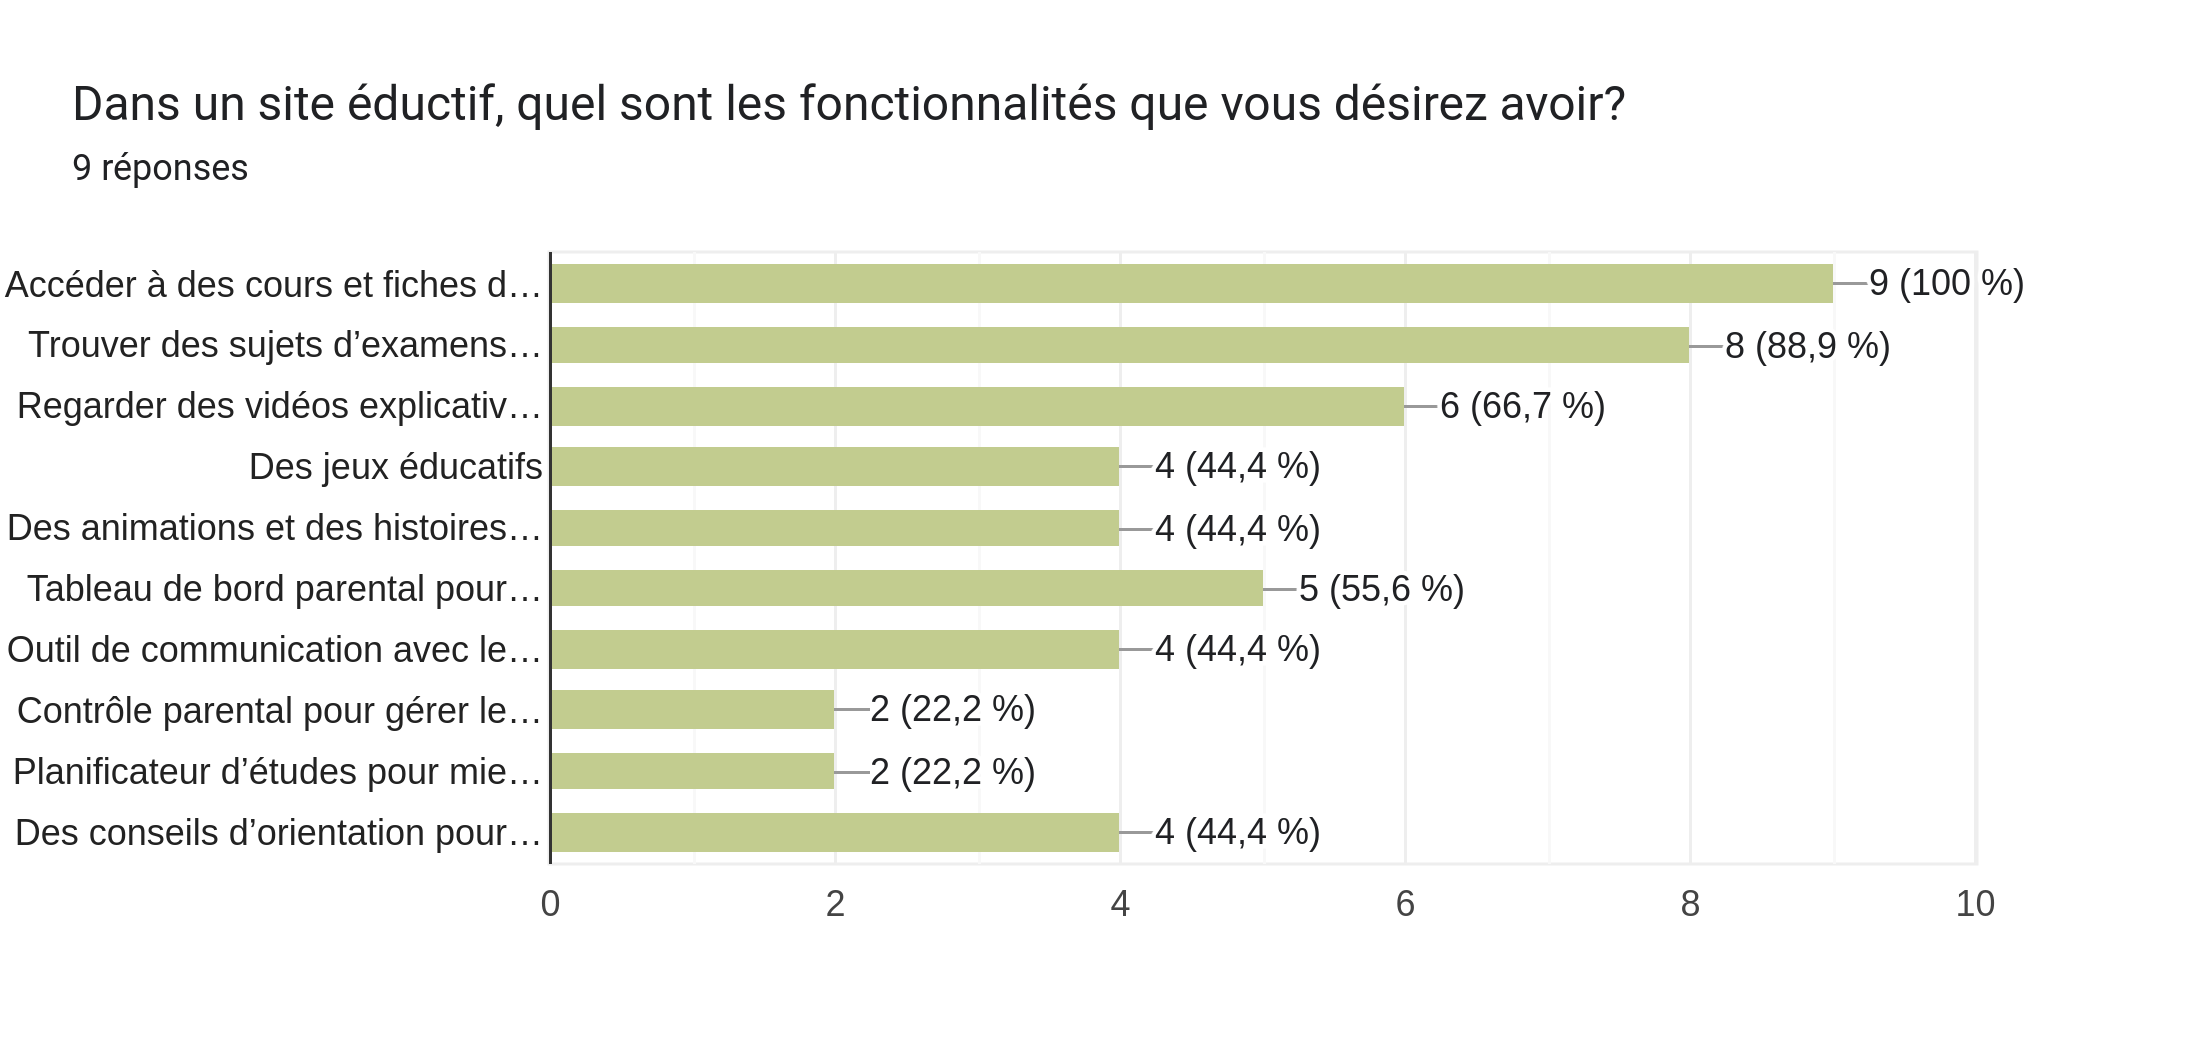 Dans un site éductif, quel sont les fonctionnalités que vous désirez avoir?
9 réponses
Accéder à des cours et fiches d… 9 (100 %)
Trouver des sujets d’examens… 8 (88,9 %)
Regarder des vidéos explicativ… 6 (66,7 %)
Des jeux éducatifs 4 (44,4 %)
Des animations et des histoires… 4 (44,4 %)
Tableau de bord parental pour… 5 (55,6 %)
Outil de communication avec le… 4 (44,4 %)
Contrôle parental pour gérer le… 2 (22,2 %)
Planificateur d’études pour mie… 2 (22,2 %)
Des conseils d’orientation pour… 4 (44,4 %)
0 2 4 6 8 10